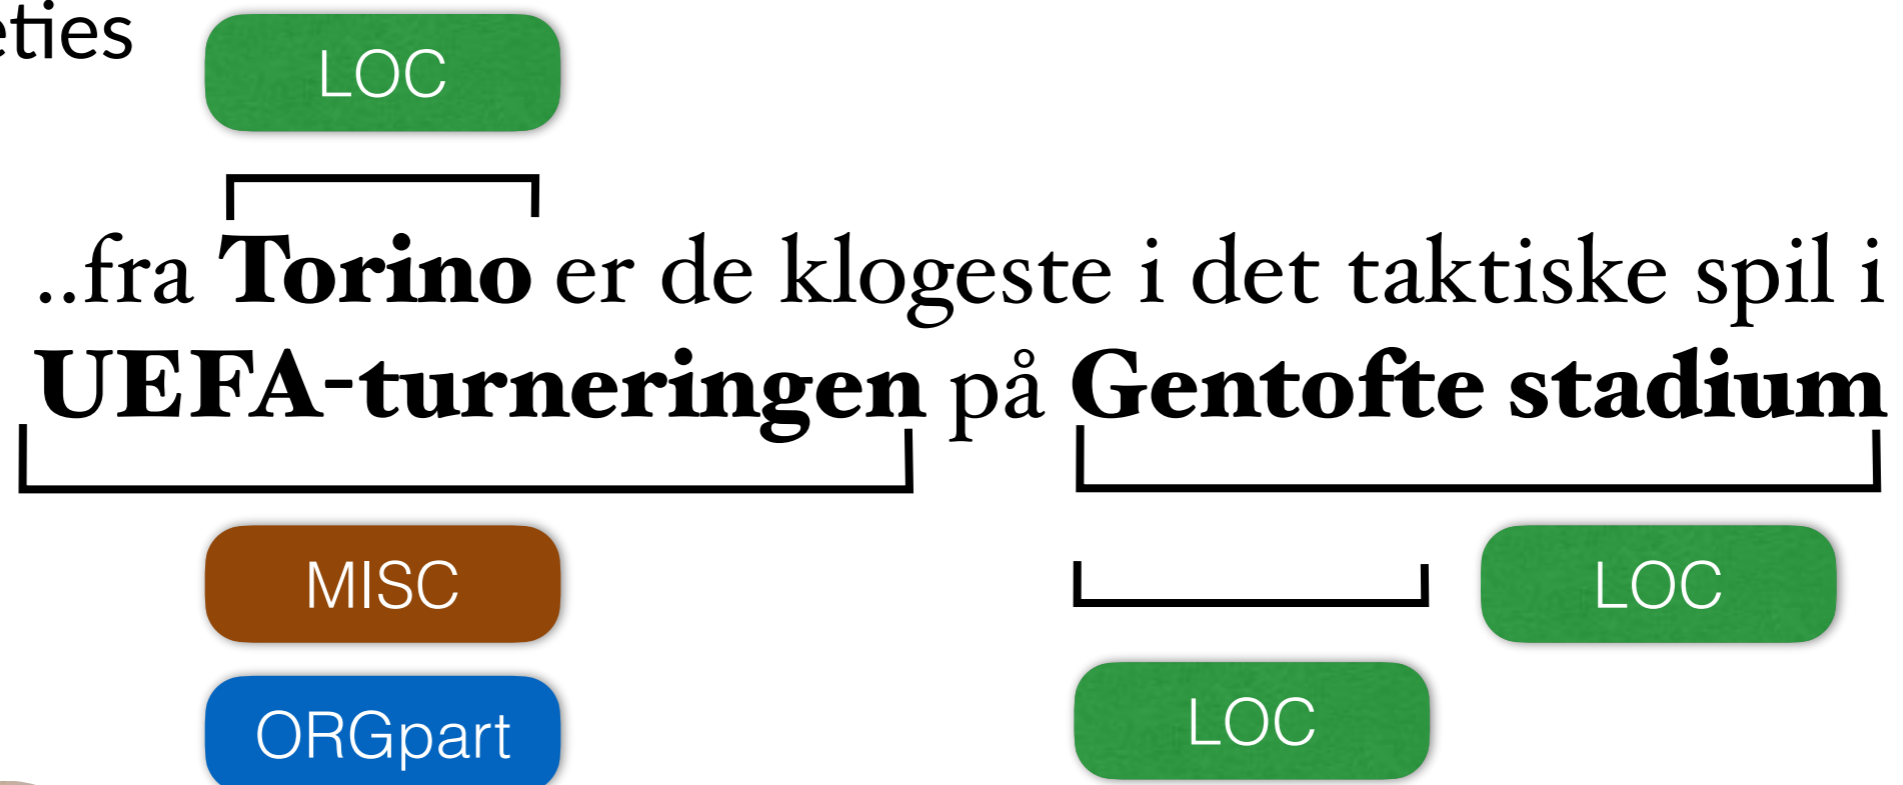 eties
LOC
..fra Torino er de klogeste i det taktiske spil i
UEFA-turneringen på Gentofte stadium
MISC
LOC
ORGpart
LOC